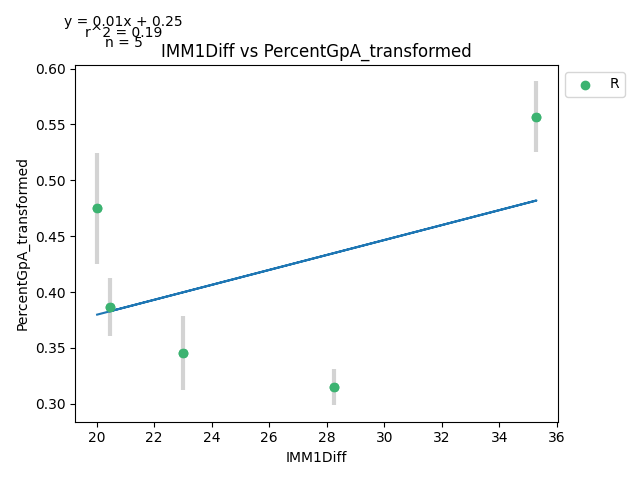 y = 0.01x + 0.25
r^2 = 0.19
n = 5
IMM1Diff vs PercentGpA_transformed
R
PercentGpA_transformed
0.60
0.55
0.50
0.45
0.40
0.35
0.30
20 22 24 26 28 30 32 34 36
IMM1Diff